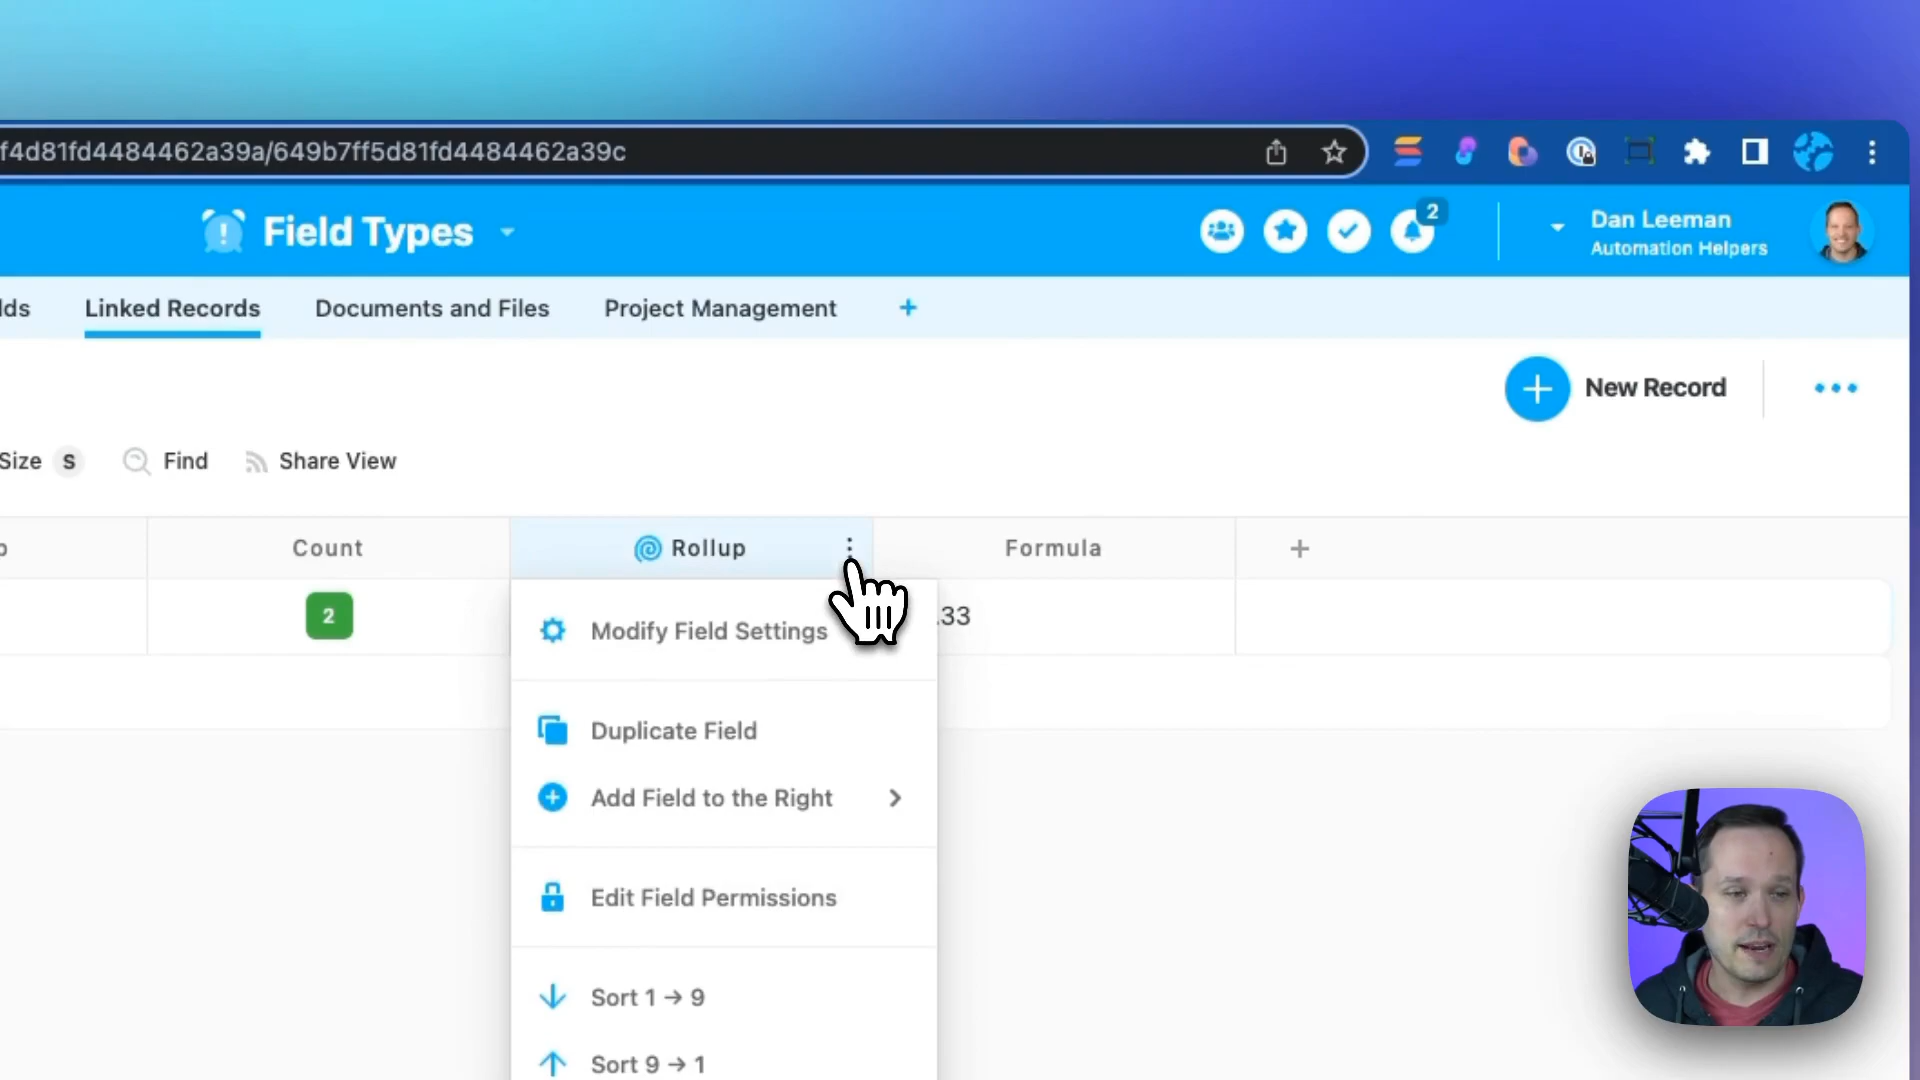 f4d81fd4484462a39a/649b7ff5d81fd4484462a39c
Field Types
2
Dan Leeman
Automation Helpers
lds
Linked Records
Documents and Files
Project Management
+
New Record
Size S
Find
Share View
Count
Rollup
Formula
+
2
.33
Modify Field Settings
Duplicate Field
Add Field to the Right
Edit Field Permissions
Sort 1 → 9
Sort 9 → 1